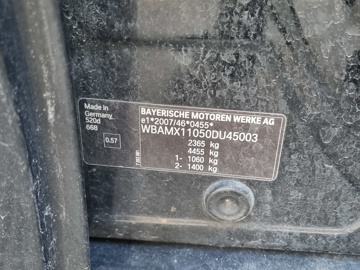 Made in
Germany
520d
668
0.57
BAYERISCHE MOTOREN WERKE AG
e1*2007/46*0455*
WBAMX11050DU45003
2365 kg
4455 kg
1- 1060 kg
2- 1400 kg